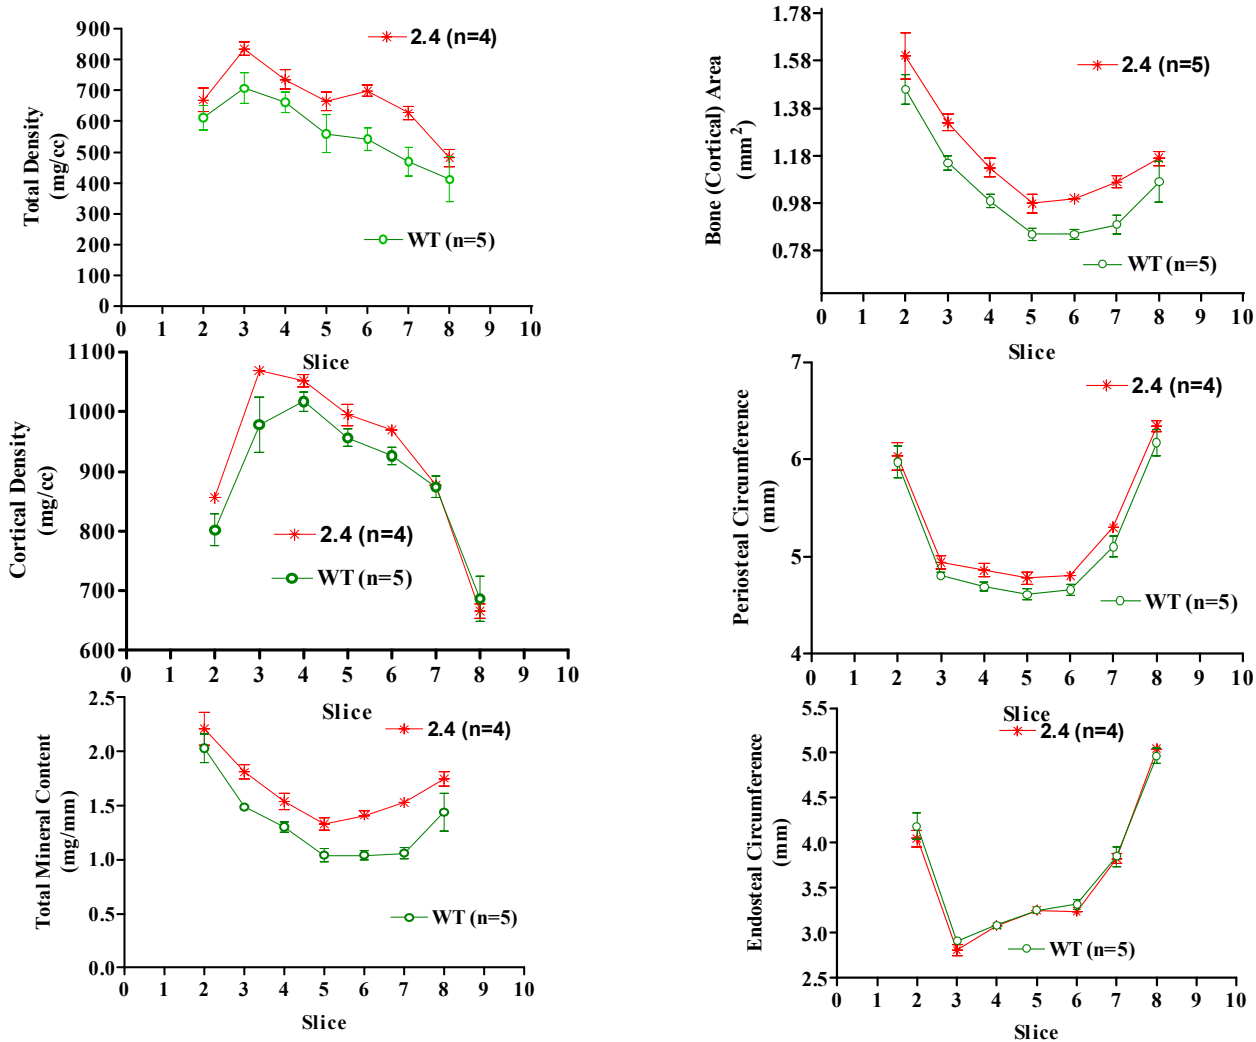 900
800
700
600
500
400
300
200
100
0
Total Density
(mg/cc)
2.4 (n=4)
WT (n=5)
0 1 2 3 4 5 6 7 8 9 10
Slice
1.78
1.58
1.38
1.18
0.98
0.78
Bone (Cortical) Area
(mm²)
2.4 (n=5)
WT (n=5)
0 1 2 3 4 5 6 7 8 9 10
Slice
1100
1000
900
800
700
600
Cortical Density
(mg/cc)
2.4 (n=4)
WT (n=5)
0 1 2 3 4 5 6 7 8 9 10
Slice
7
6
5
4
Periosteal Circumference
(mm)
2.4 (n=4)
WT (n=5)
0 1 2 3 4 5 6 7 8 9 10
Slice
2.5
2.0
1.5
1.0
0.5
0.0
Total Mineral Content
(mg/mm)
2.4 (n=4)
WT (n=5)
0 1 2 3 4 5 6 7 8 9 10
Slice
5.5
5.0
4.5
4.0
3.5
3.0
2.5
Endosteal Circumference
(mm)
2.4 (n=4)
WT (n=5)
0 1 2 3 4 5 6 7 8 9 10
Slice